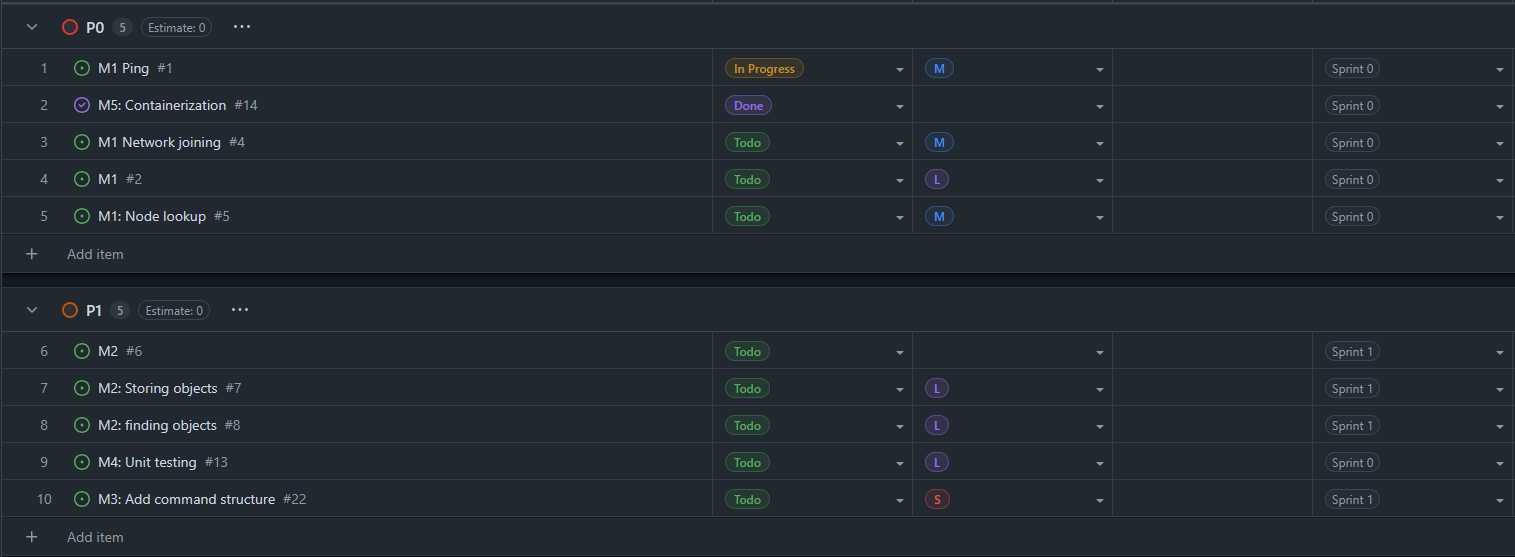 P0 5 Estimate: 0 ...
1 M1 Ping #1 In Progress M Sprint 0
2 M5: Containerization #14 Done Sprint 0
3 M1 Network joining #4 Todo M Sprint 0
4 M1 #2 Todo L Sprint 0
5 M1: Node lookup #5 Todo M Sprint 0
+ Add item
P1 5 Estimate: 0 ...
6 M2 #6 Todo Sprint 1
7 M2: Storing objects #7 Todo L Sprint 1
8 M2: finding objects #8 Todo L Sprint 1
9 M4: Unit testing #13 Todo L Sprint 0
10 M3: Add command structure #22 Todo S Sprint 1
+ Add item